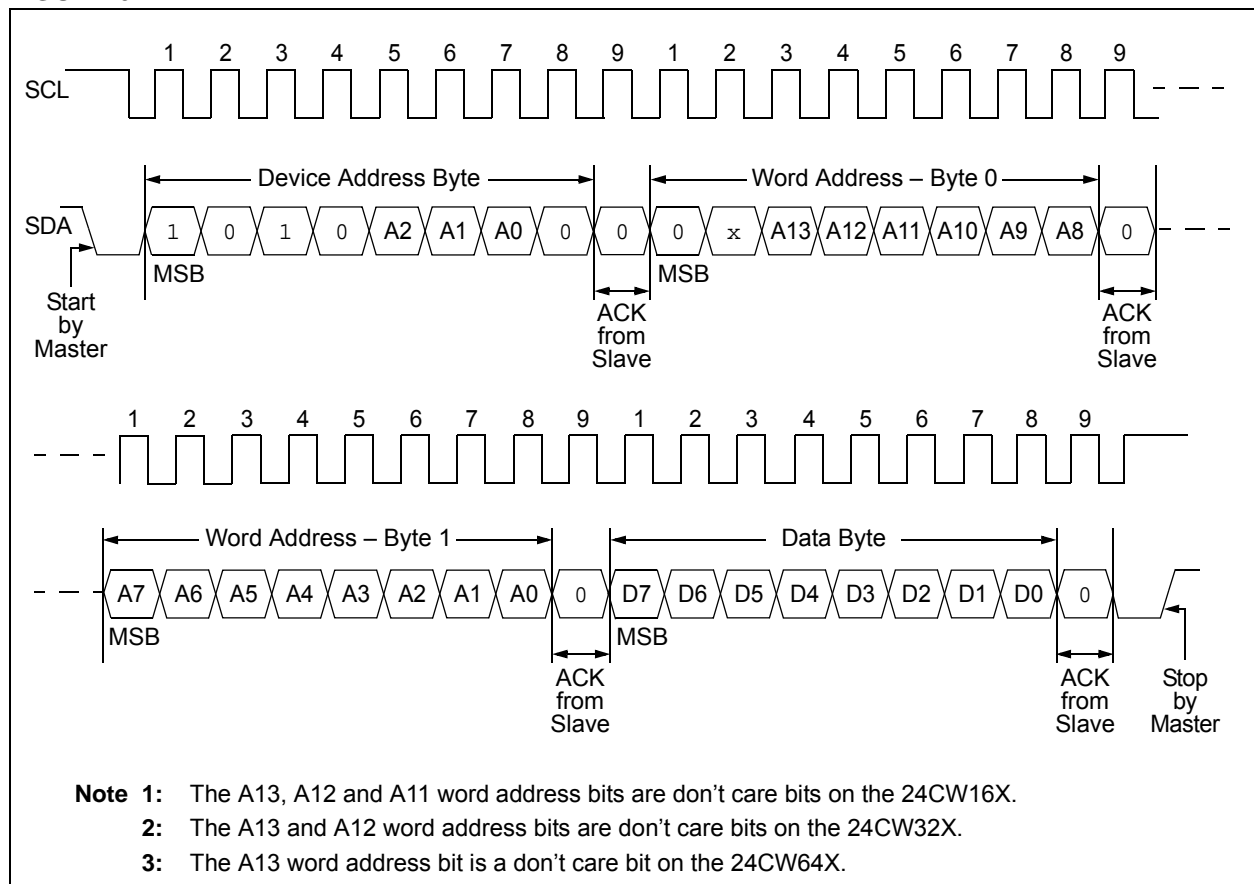 1 2 3 4 5 6 7 8 9 1 2 3 4 5 6 7 8 9
SCL
Device Address Byte Word Address – Byte 0
SDA 1 0 1 0 A2 A1 A0 0 0 0 x A13 A12 A11 A10 A9 A8 0
MSB MSB
Start by Master
ACK from Slave
ACK from Slave
1 2 3 4 5 6 7 8 9 1 2 3 4 5 6 7 8 9
Word Address – Byte 1 Data Byte
A7 A6 A5 A4 A3 A2 A1 A0 0 D7 D6 D5 D4 D3 D2 D1 D0 0
MSB MSB
ACK from Slave
ACK from Slave
Stop by Master
Note 1: The A13, A12 and A11 word address bits are don't care bits on the 24CW16X.
2: The A13 and A12 word address bits are don't care bits on the 24CW32X.
3: The A13 word address bit is a don't care bit on the 24CW64X.